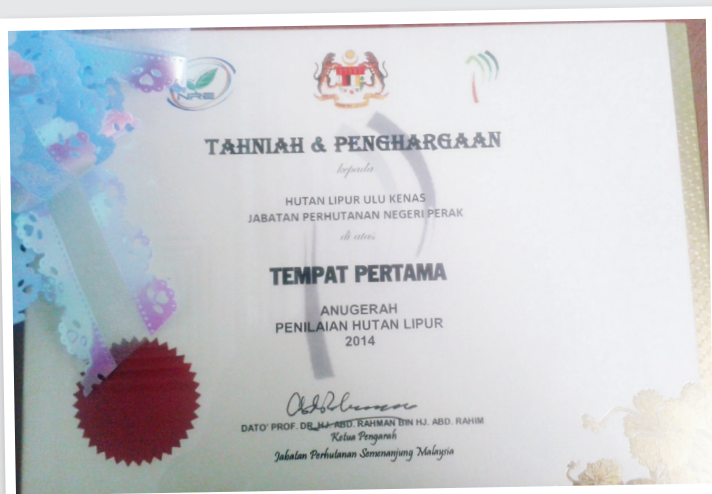 NRE
TAHNIAH & PENGHARGAAN
kepada
HUTAN LIPUR ULU KENAS
JABATAN PERHUTANAN NEGERI PERAK
di atas
TEMPAT PERTAMA
ANUGERAH
PENILAIAN HUTAN LIPUR
2014
DATO' PROF. DR. HJ. ABD. RAHMAN BIN HJ. ABD. RAHIM
Ketua Pengarah
Jabatan Perhutanan Semenanjung Malaysia